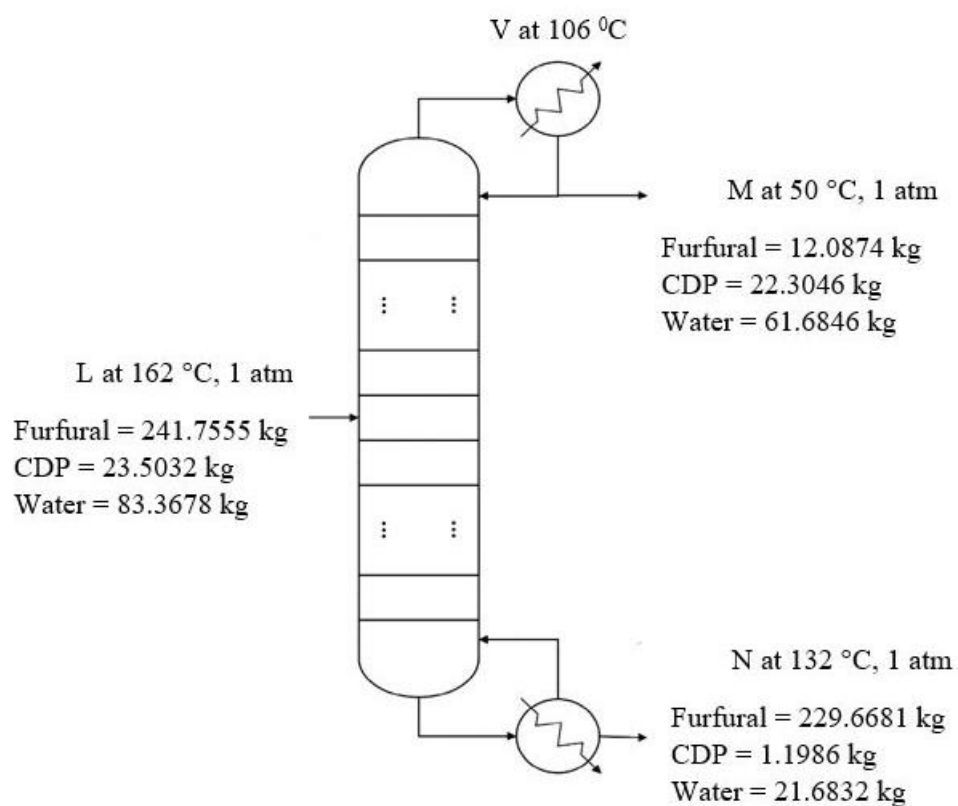 V at 106 ⁰C
M at 50 °C, 1 atm
Furfural = 12.0874 kg
CDP = 22.3046 kg
Water = 61.6846 kg
L at 162 °C, 1 atm
Furfural = 241.7555 kg
CDP = 23.5032 kg
Water = 83.3678 kg
N at 132 °C, 1 atm
Furfural = 229.6681 kg
CDP = 1.1986 kg
Water = 21.6832 kg